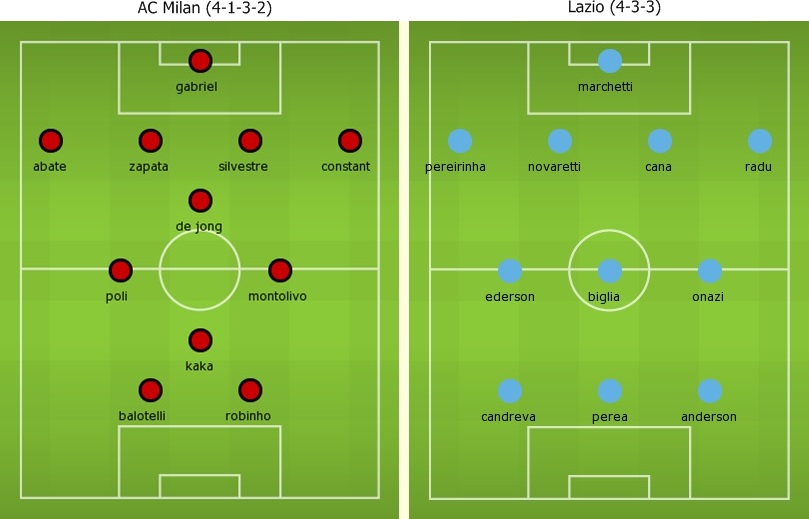 AC Milan (4-1-3-2)
gabriel
abate zapata silvestre constant
de jong
poli montolivo
kaka
balotelli robinho
Lazio (4-3-3)
marchetti
pereirinha novaretti cana radu
ederson biglia onazi
candreva perea anderson